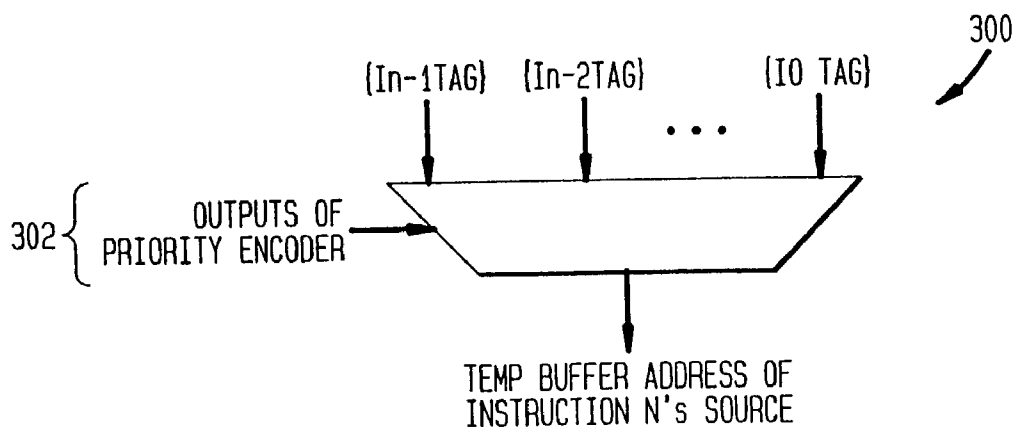 300
{In-1TAG} {In-2TAG} {I0 TAG}
• • •
302 { OUTPUTS OF
PRIORITY ENCODER
TEMP BUFFER ADDRESS OF
INSTRUCTION N's SOURCE